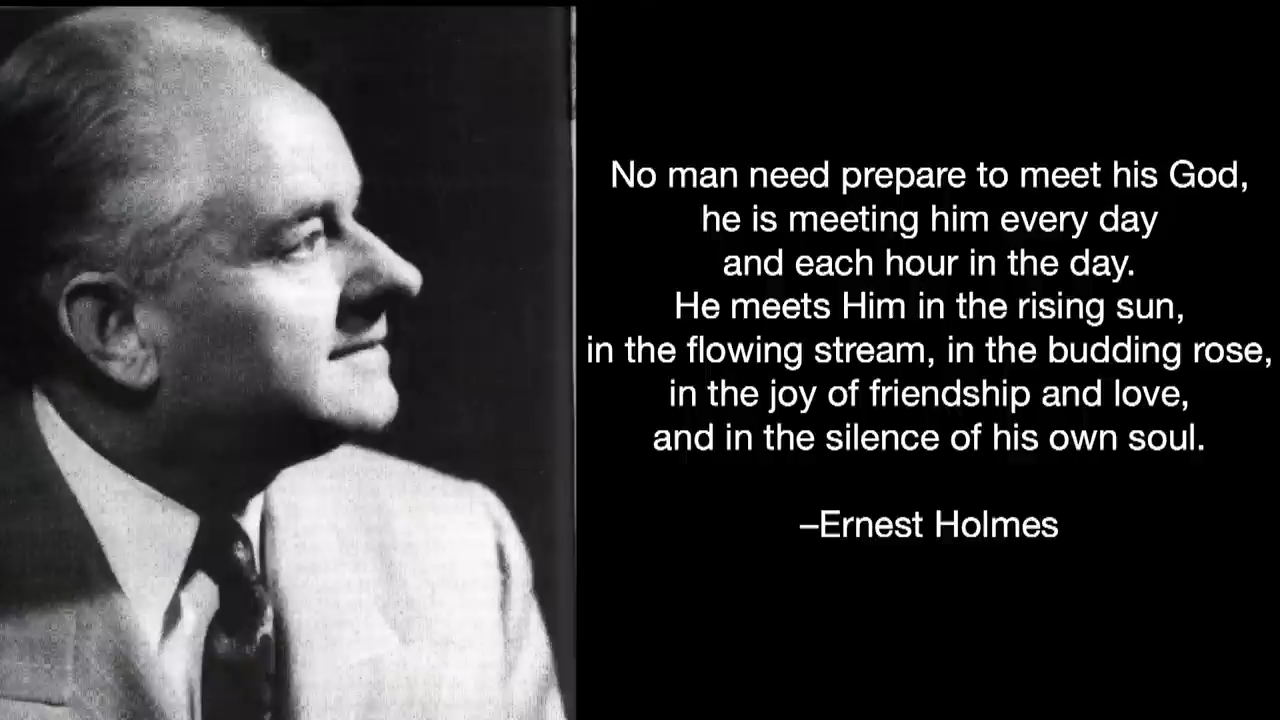 No man need prepare to meet his God,
he is meeting him every day
and each hour in the day.
He meets Him in the rising sun,
in the flowing stream, in the budding rose,
in the joy of friendship and love,
and in the silence of his own soul.
–Ernest Holmes